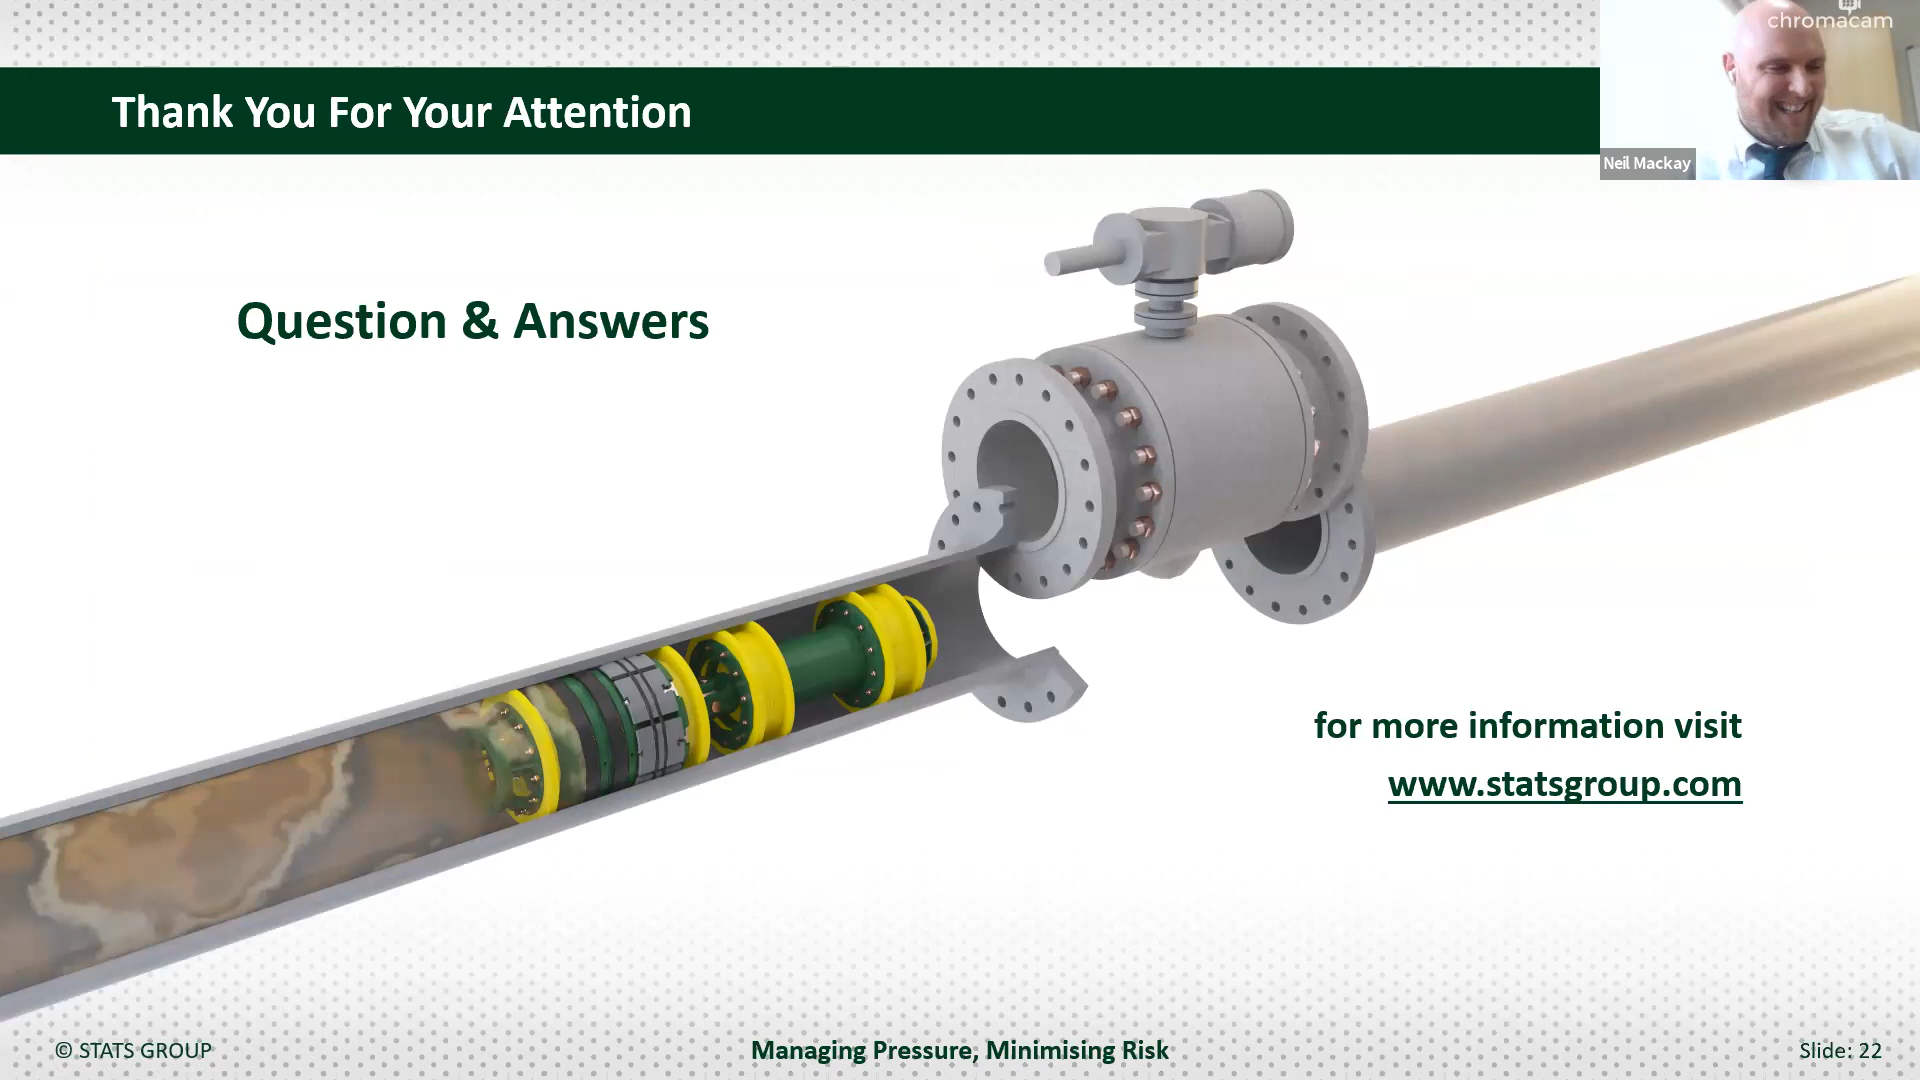 chromacam
Thank You For Your Attention
Neil Mackay
Question & Answers
for more information visit
www.statsgroup.com
© STATS GROUP
Managing Pressure, Minimising Risk
Slide: 22